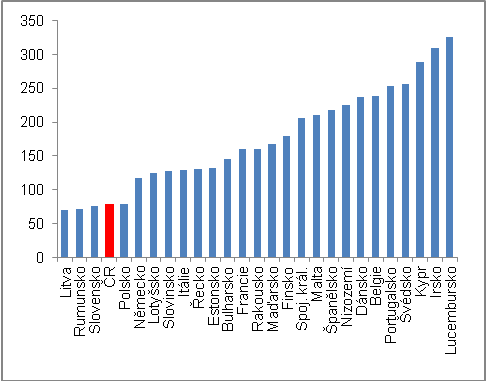 350
300
250
200
150
100
50
0
Litva
Rumunsko
Slovensko
ČR
Polsko
Německo
Lotyšsko
Slovinsko
Itálie
Řecko
Estonsko
Bulharsko
Francie
Rakousko
Maďarsko
Finsko
Spoj. král.
Malta
Španělsko
Nizozemí
Dánsko
Belgie
Portugalsko
Švédsko
Kypr
Irsko
Lucembursko